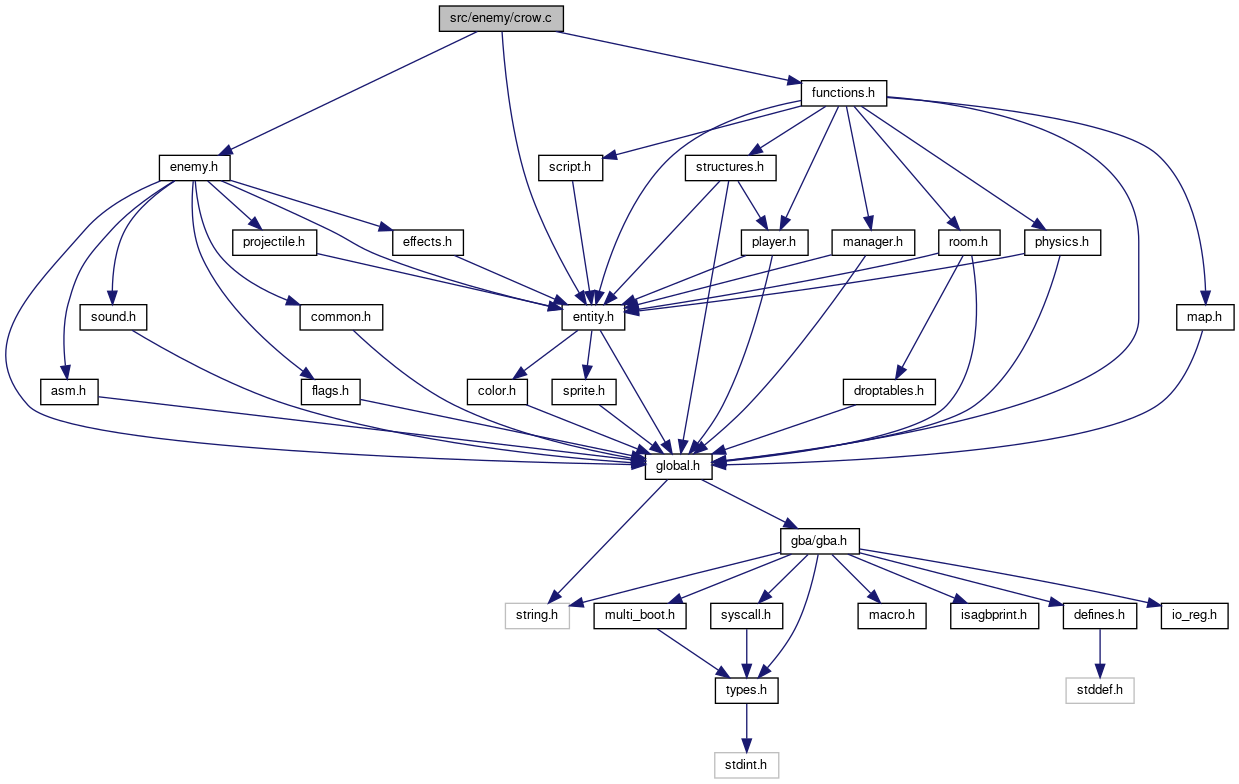 src/enemy/crow.c
functions.h
enemy.h
script.h
structures.h
projectile.h
effects.h
player.h
manager.h
room.h
physics.h
sound.h
common.h
entity.h
map.h
asm.h
flags.h
color.h
sprite.h
droptables.h
global.h
gba/gba.h
string.h
multi_boot.h
syscall.h
macro.h
isagbprint.h
defines.h
io_reg.h
types.h
stddef.h
stdint.h